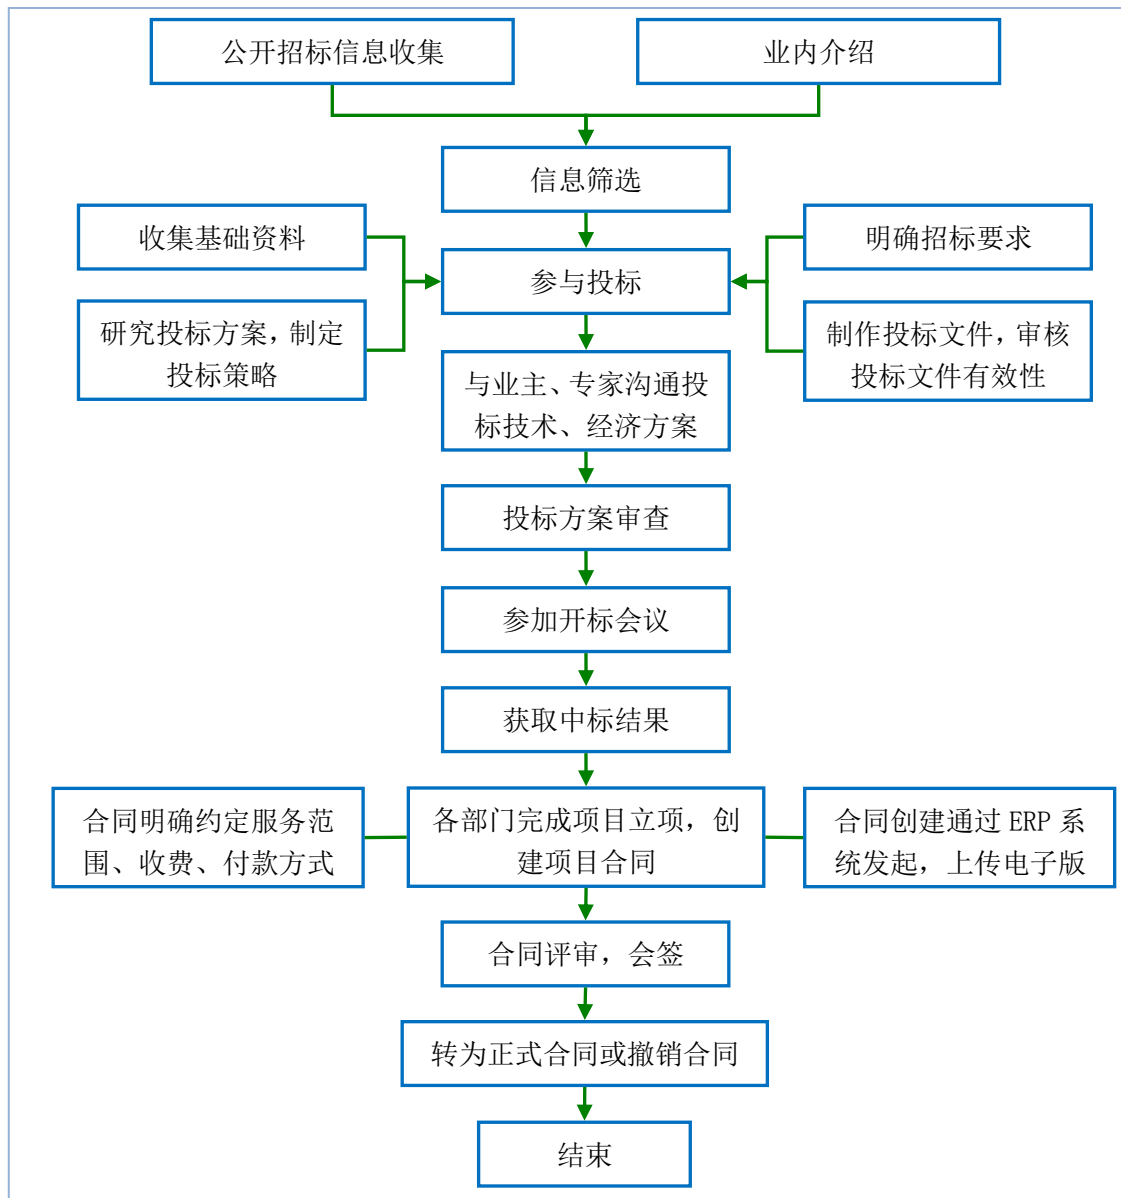 公开招标信息收集
业内介绍
信息筛选
收集基础资料
明确招标要求
参与投标
研究投标方案，制定
投标策略
制作投标文件，审核
投标文件有效性
与业主、专家沟通投
标技术、经济方案
投标方案审查
参加开标会议
获取中标结果
合同明确约定服务范
围、收费、付款方式
各部门完成项目立项，创
建项目合同
合同创建通过 ERP 系
统发起，上传电子版
合同评审，会签
转为正式合同或撤销合同
结束